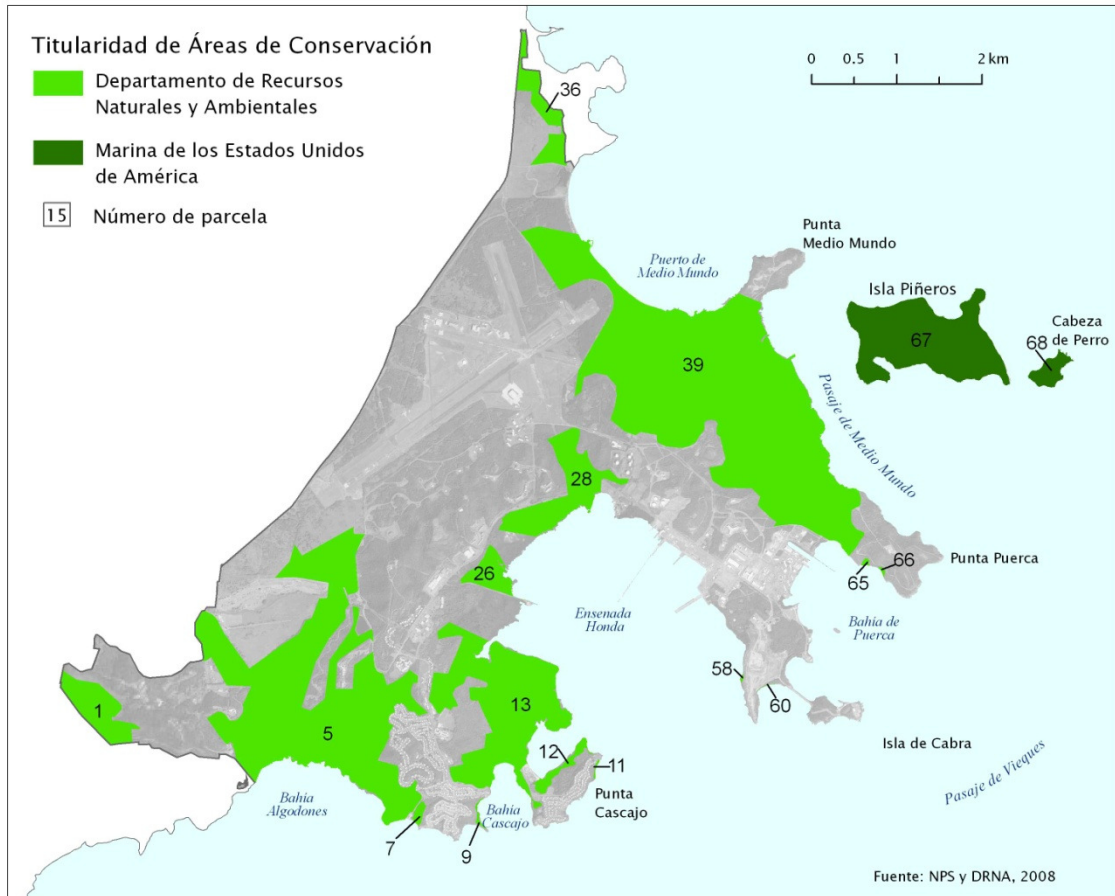 Titularidad de Áreas de Conservación
Departamento de Recursos
Naturales y Ambientales
Marina de los Estados Unidos
de América
15 Número de parcela
0 0.5 1 2 km
36
Punta
Medio Mundo
Puerto de
Medio Mundo
Isla Piñeros
Cabeza
de Perro
67
68
39
Pasaje de Medio Mundo
28
26
Punta Puerca
66
65
Ensenada
Honda
Bahia de
Puerca
58
60
1
5
13
12
11
Isla de Cabra
Punta
Cascajo
Bahia
Algodones
Bahia
Cascajo
7
9
Pasaje de Vieques
Fuente: NPS y DRNA, 2008